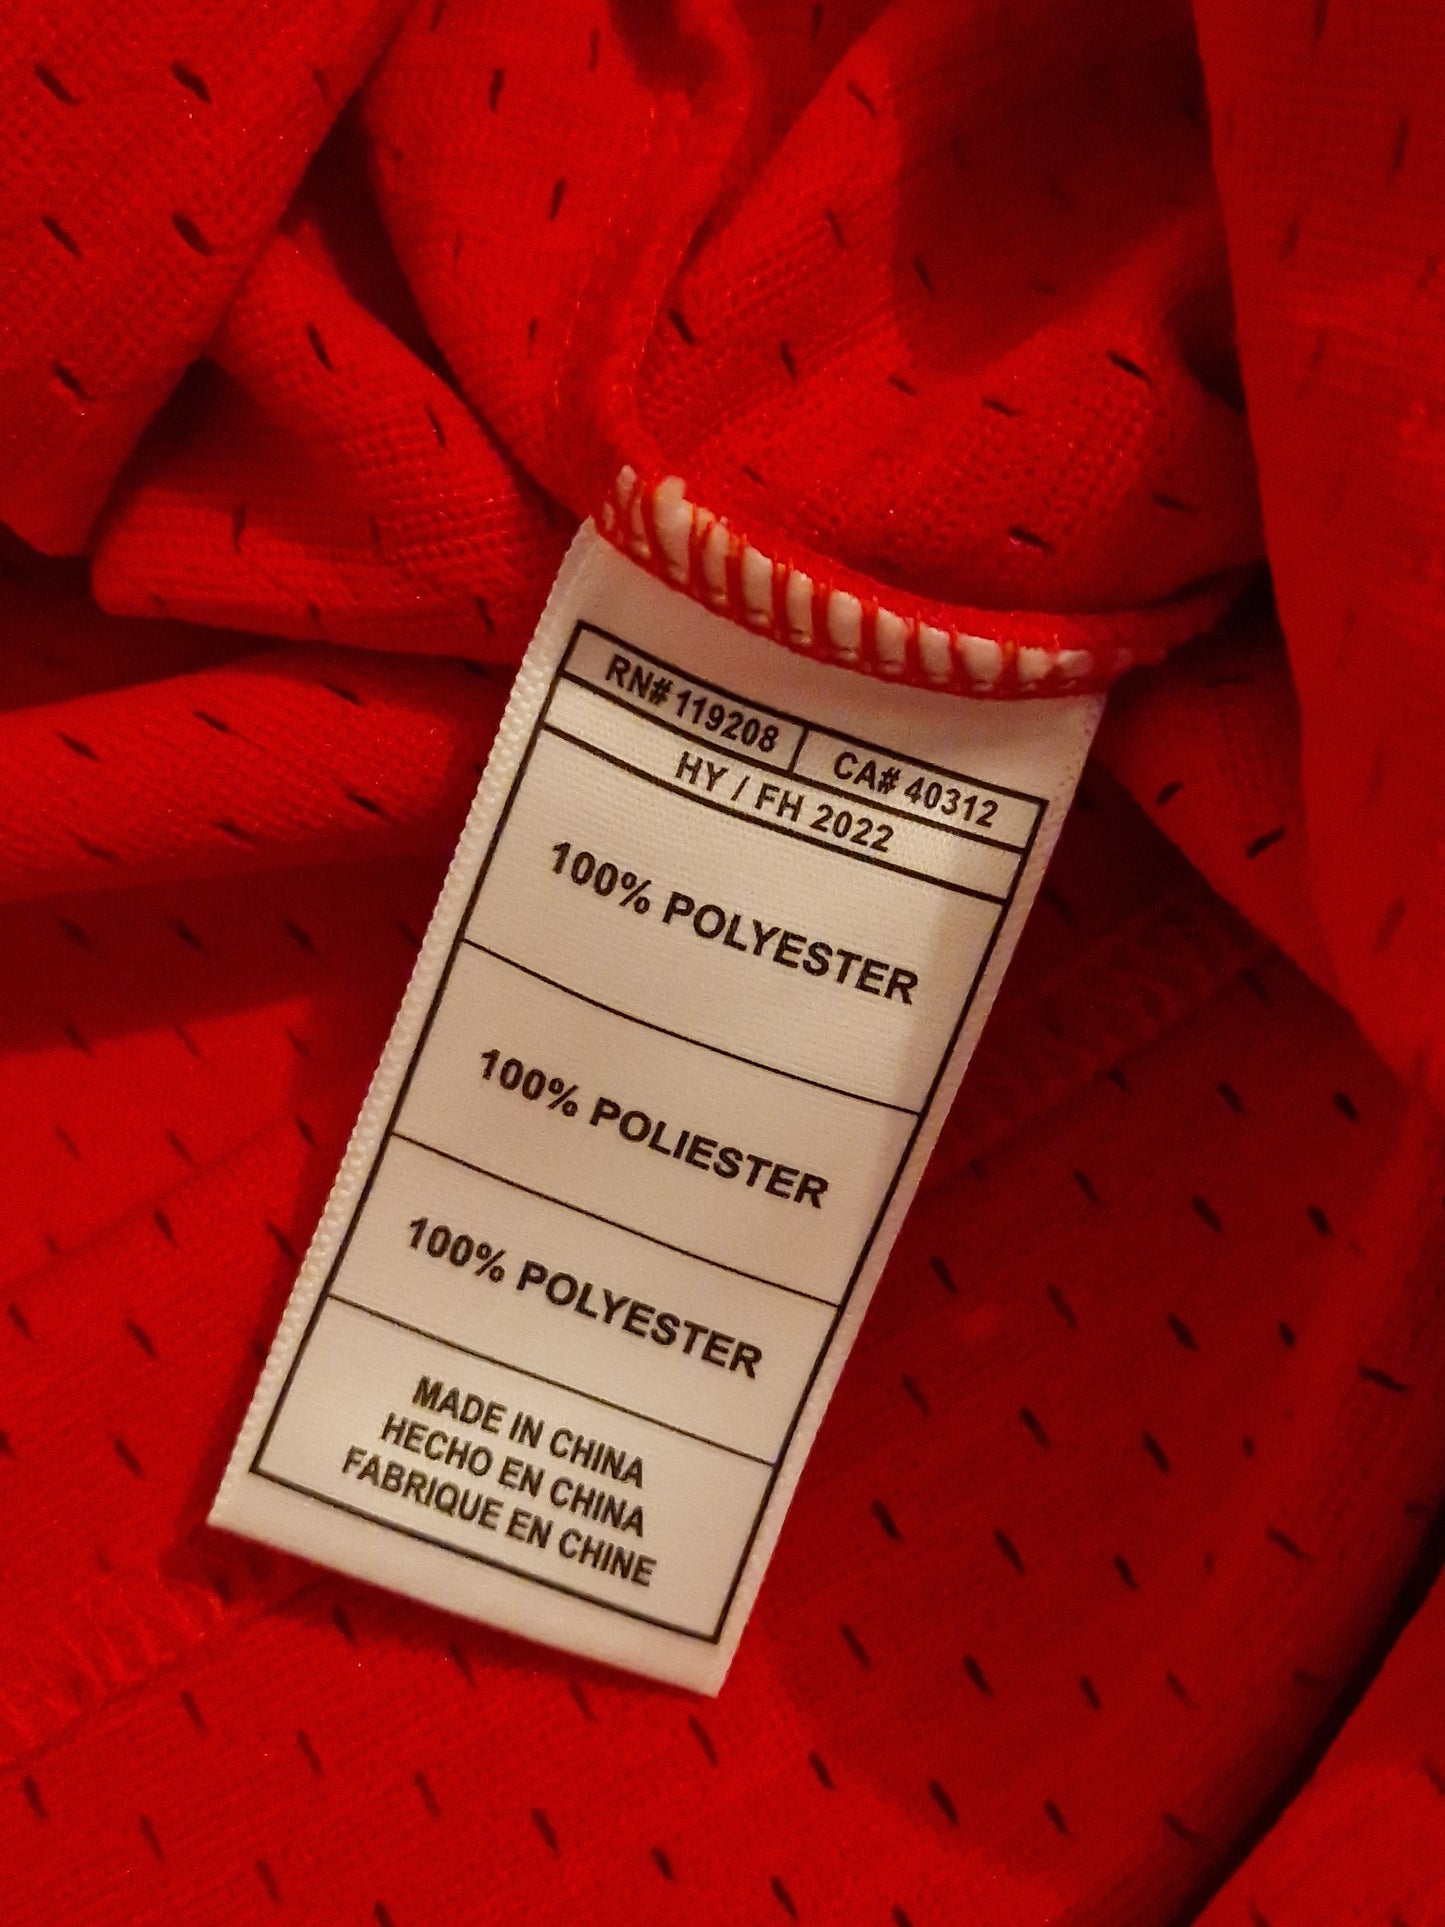 RN# 119208 CA# 40312
HY / FH 2022
100% POLYESTER
100% POLIESTER
100% POLYESTER
MADE IN CHINA
HECHO EN CHINA
FABRIQUE EN CHINE